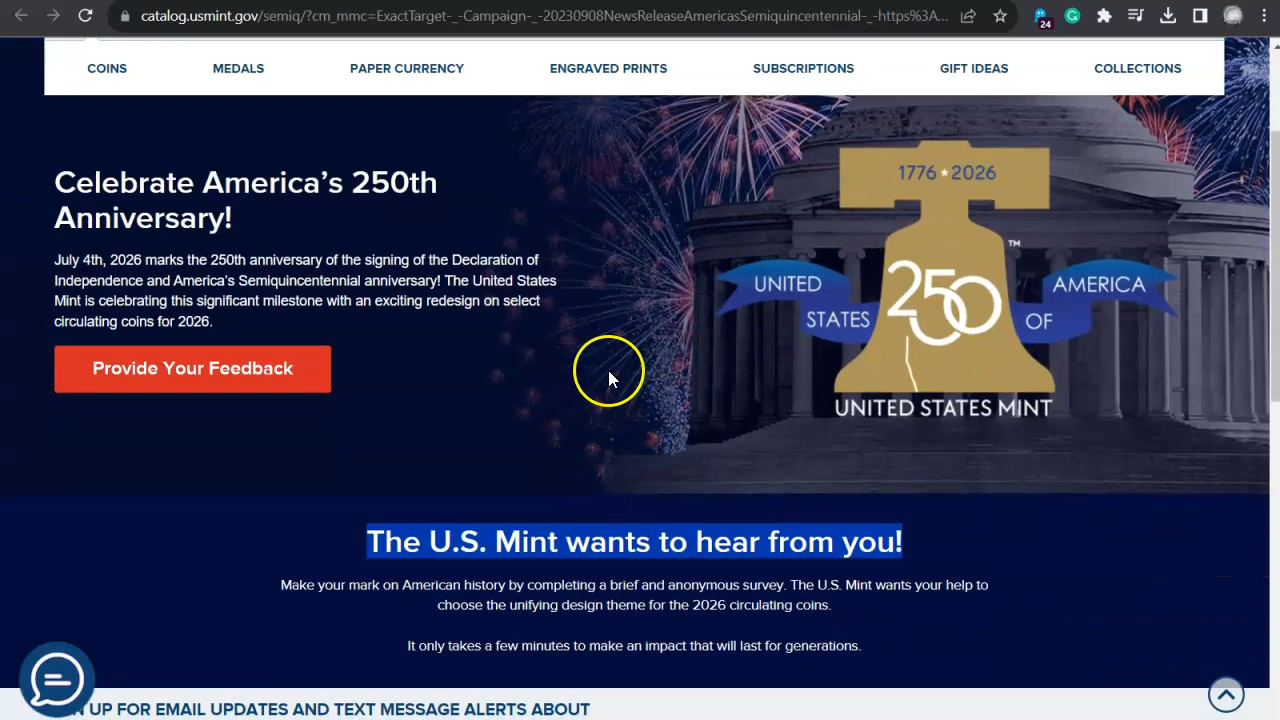 catalog.usmint.gov/semiq/?cm_mmc=ExactTarget-_-Campaign-_-20230908NewsReleaseAmericasSemiquincentennial-_-https%3A...
24
COINS
MEDALS
PAPER CURRENCY
ENGRAVED PRINTS
SUBSCRIPTIONS
GIFT IDEAS
COLLECTIONS
Celebrate America's 250th
Anniversary!
July 4th, 2026 marks the 250th anniversary of the signing of the Declaration of
Independence and America's Semiquincentennial anniversary! The United States
Mint is celebrating this significant milestone with an exciting redesign on select
circulating coins for 2026.
Provide Your Feedback
1776 ★ 2026
TM
UNITED
STATES
250
OF
AMERICA
UNITED STATES MINT
The U.S. Mint wants to hear from you!
Make your mark on American history by completing a brief and anonymous survey. The U.S. Mint wants your help to
choose the unifying design theme for the 2026 circulating coins.
It only takes a few minutes to make an impact that will last for generations.
N UP FOR EMAIL UPDATES AND TEXT MESSAGE ALERTS ABOUT